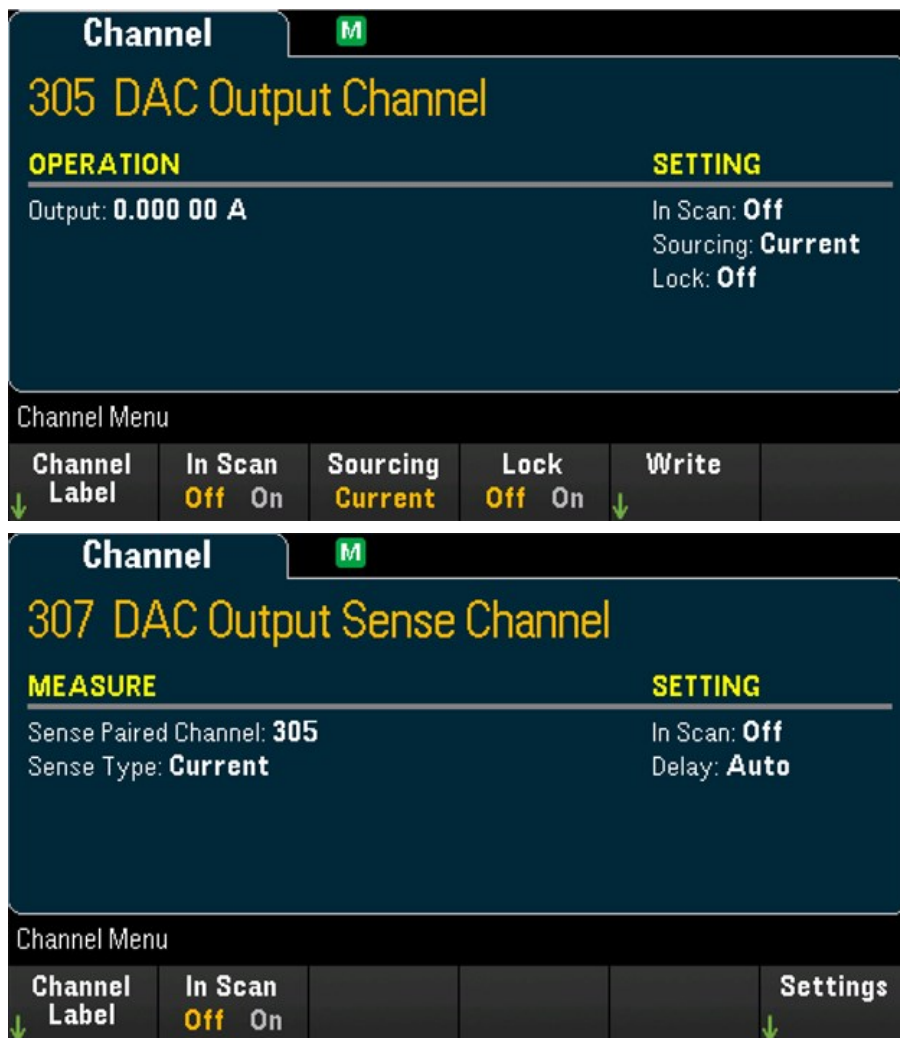 Channel M
305 DAC Output Channel
OPERATION SETTING
Output: 0.000 00 A In Scan: Off
Sourcing: Current
Lock: Off
Channel Menu
Channel Label In Scan Off On Sourcing Current Lock Off On Write
Channel M
307 DAC Output Sense Channel
MEASURE SETTING
Sense Paired Channel: 305 In Scan: Off
Sense Type: Current Delay: Auto
Channel Menu
Channel Label In Scan Off On Settings